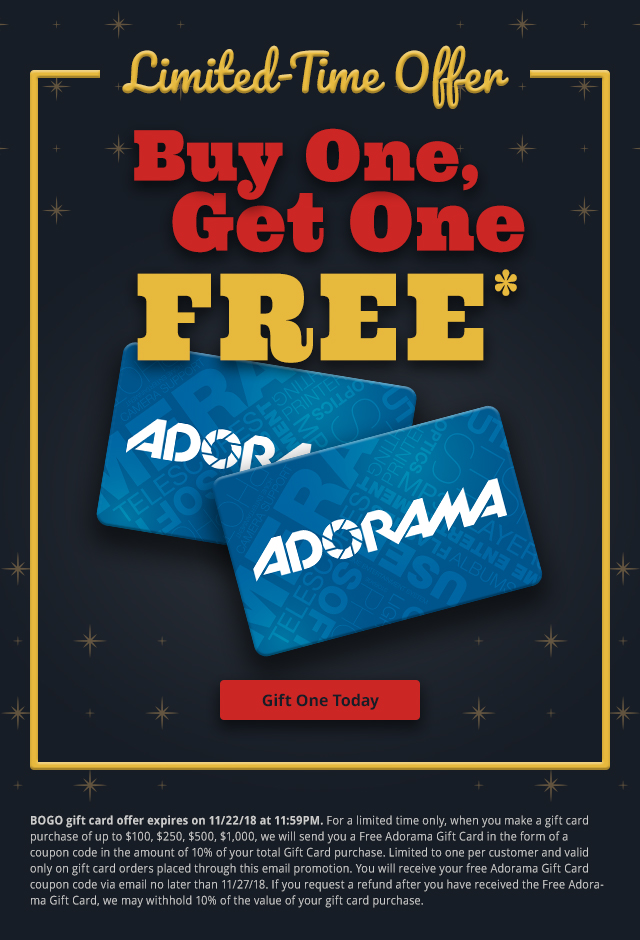 Limited-Time Offer
Buy One,
Get One
FREE*
ADORA
ADORAMA
Gift One Today
BOGO gift card offer expires on 11/22/18 at 11:59PM. For a limited time only, when you make a gift card
purchase of up to $100, $250, $500, $1,000, we will send you a Free Adorama Gift Card in the form of a
coupon code in the amount of 10% of your total Gift Card purchase. Limited to one per customer and valid
only on gift card orders placed through this email promotion. You will receive your free Adorama Gift Card
coupon code via email no later than 11/27/18. If you request a refund after you have received the Free Adora-
ma Gift Card, we may withhold 10% of the value of your gift card purchase.